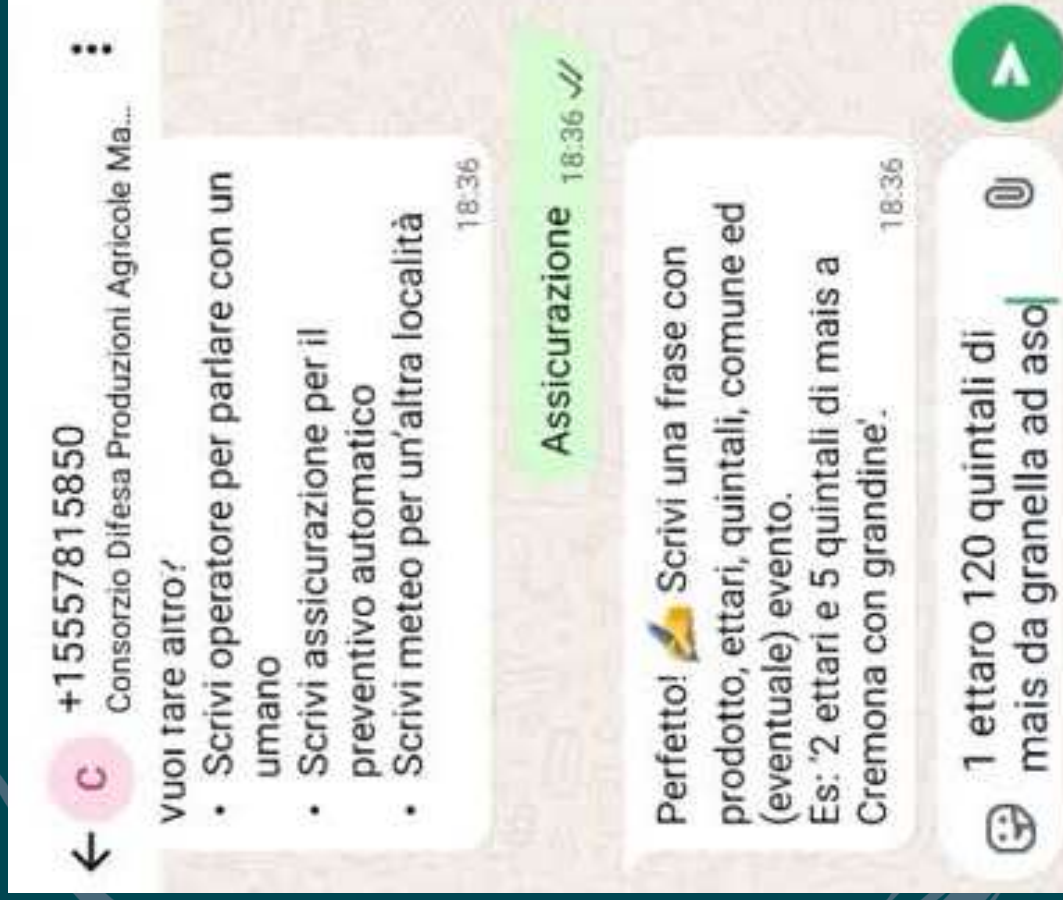 +15557815850
Consorzio Difesa Produzioni Agricole Ma...
C
vuoi fare altro?
• Scrivi operatore per parlare con un
umano
• Scrivi assicurazione per il
preventivo automatico
• Scrivi meteo per un'altra località
18:36
Assicurazione 18:36
Perfetto! ✍️ Scrivi una frase con
prodotto, ettari, quintali, comune ed
(eventuale) evento.
Es: '2 ettari e 5 quintali di mais a
Cremona con grandine'.
18:36
1 ettaro 120 quintali di
mais da granella ad aso